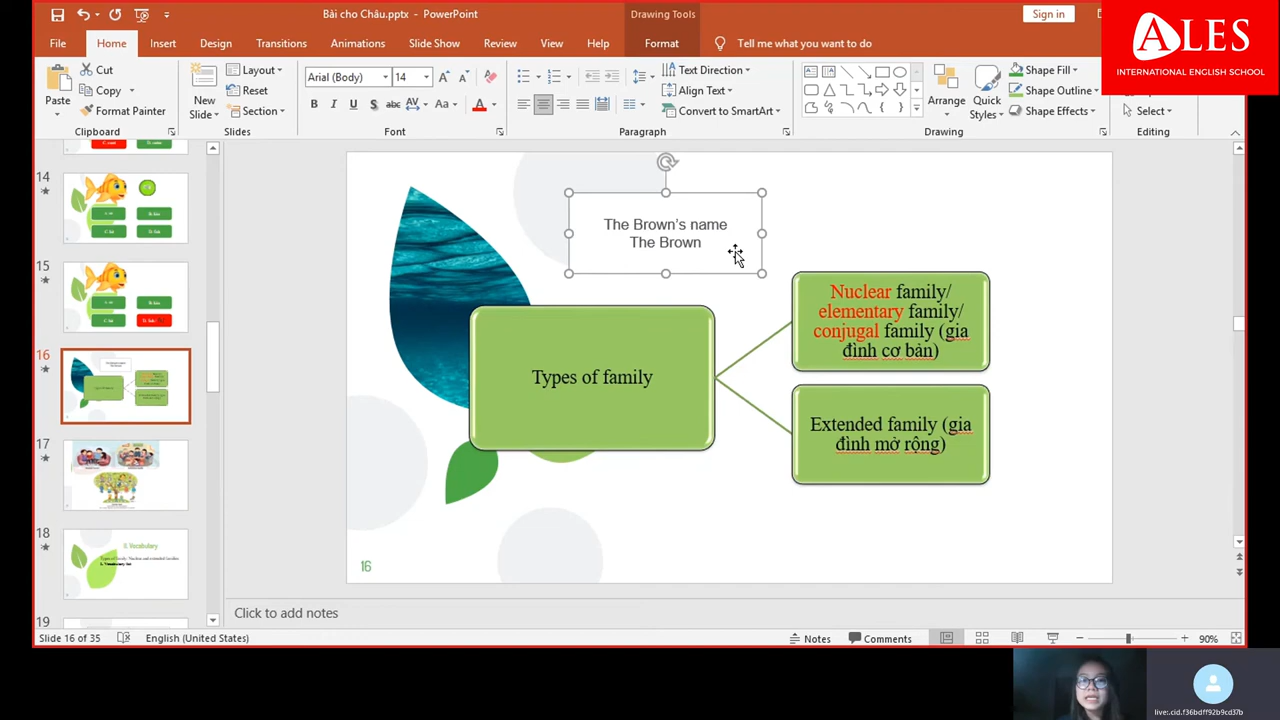 Bài cho Châu.pptx - PowerPoint
Drawing Tools
Sign in
ALES
INTERNATIONAL ENGLISH SCHOOL
File
Home
Insert
Design
Transitions
Animations
Slide Show
Review
View
Help
Format
Tell me what you want to do
Paste
Cut
Copy
Format Painter
Clipboard
New
Slide
Layout
Reset
Section
Slides
Arial (Body)
14
Font
Text Direction
Align Text
Convert to SmartArt
Paragraph
Arrange
Quick
Styles
Shape Fill
Shape Outline
Shape Effects
Drawing
Select
Editing
14
15
16
17
18
3. Vocabulary
19
The Brown's name
The Brown
Types of family
Nuclear family/
elementary family/
conjugal family (gia
đình cơ bản)
Extended family (gia
đình mở rộng)
16
Click to add notes
Slide 16 of 35
English (United States)
Notes
Comments
90%
live:.cid.f36bdff92b9cd37b